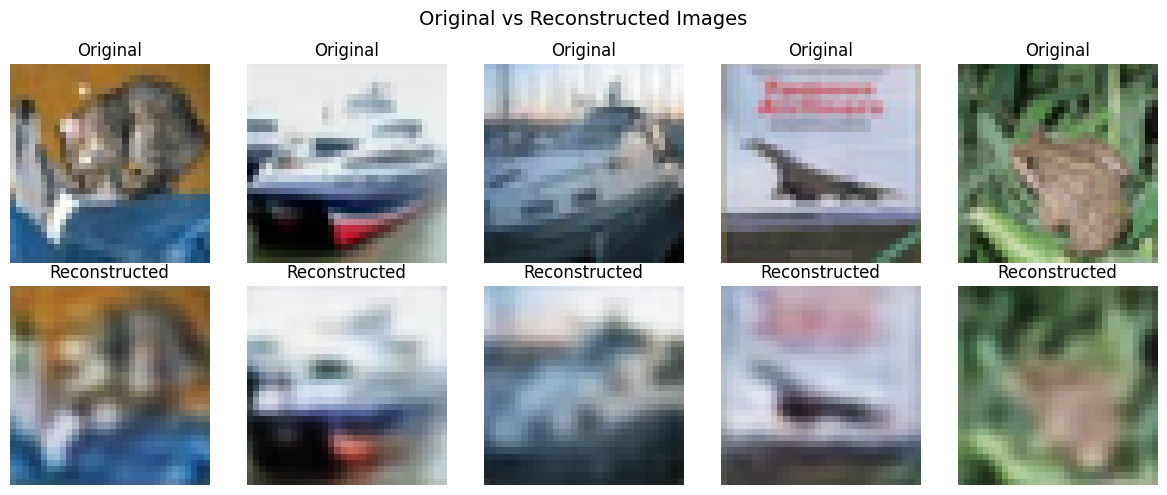 Original vs Reconstructed Images
Original Original Original Original Original
Reconstructed Reconstructed Reconstructed Reconstructed Reconstructed